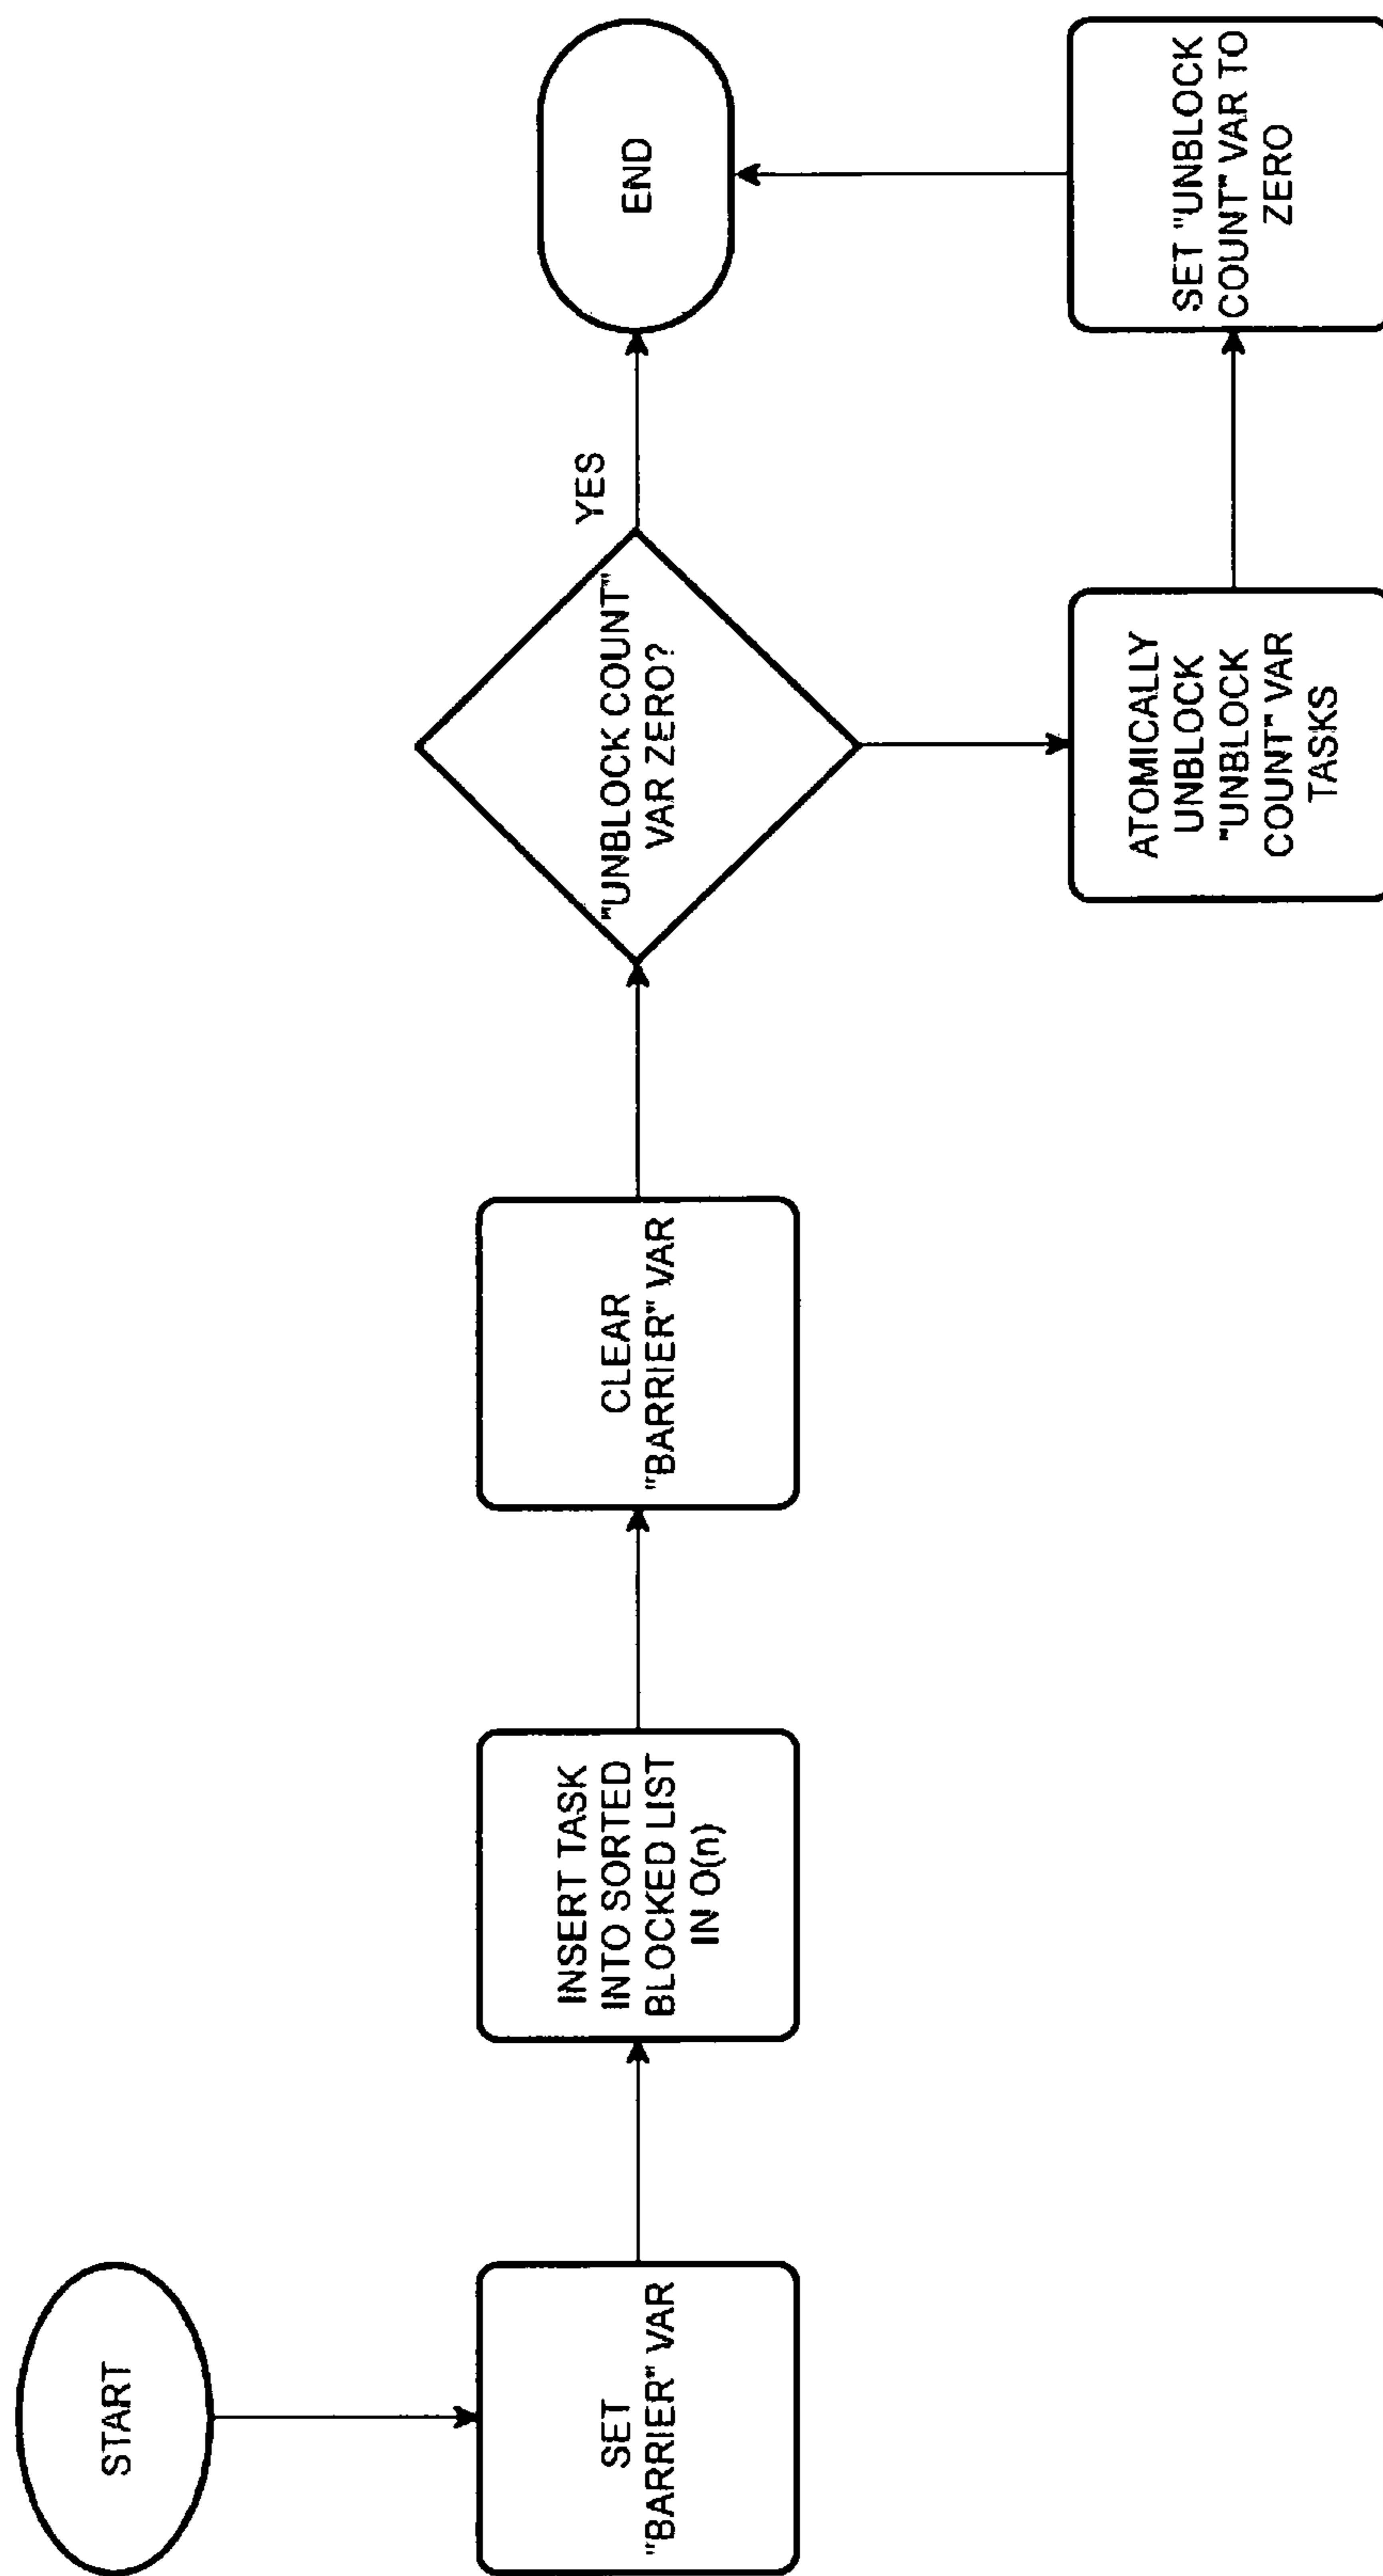 START
SET
"BARRIER" VAR
INSERT TASK
INTO SORTED
BLOCKED LIST
IN O(n)
CLEAR
"BARRIER" VAR
"UNBLOCK COUNT"
VAR ZERO?
YES
END
ATOMICALLY
UNBLOCK
"UNBLOCK
COUNT" VAR
TASKS
SET "UNBLOCK
COUNT" VAR TO
ZERO